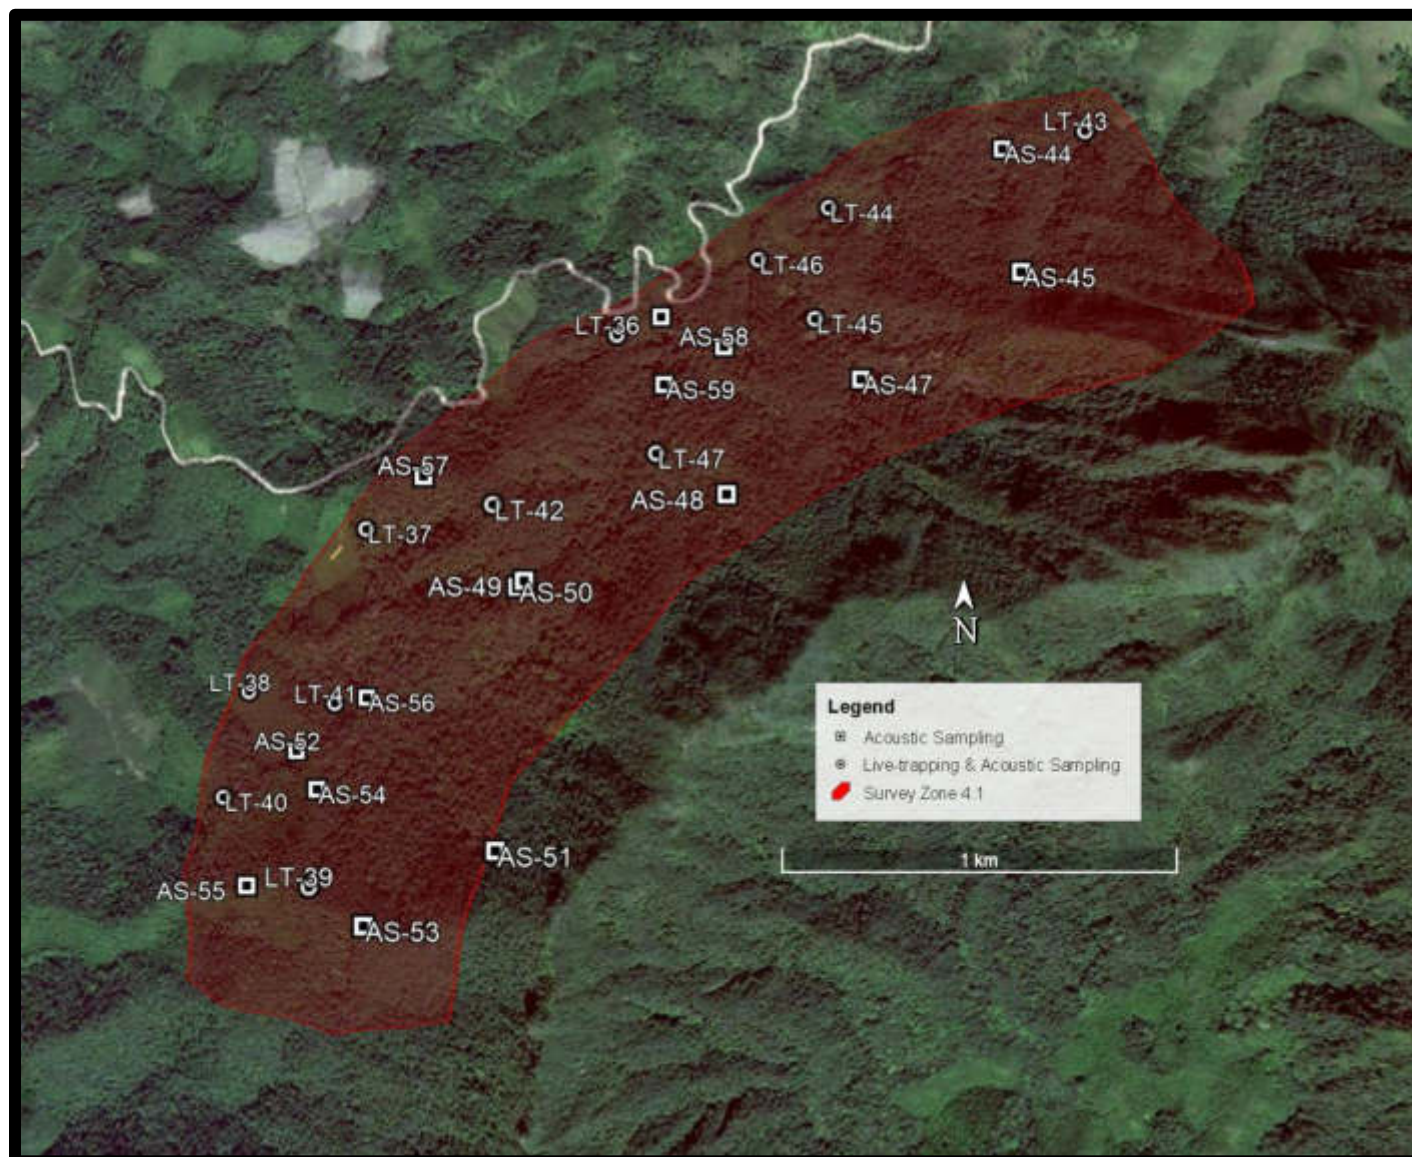 LT-43
AS-44
LT-44
LT-46
AS-45
LT-36
AS-58
LT-45
AS-59
AS-47
AS-57
LT-47
AS-48
LT-42
LT-37
AS-49
AS-50
N
LT-38
LT-41
AS-56
AS-52
AS-54
LT-40
AS-51
AS-55
LT-39
AS-53
Legend
Acoustic Sampling
Live-trapping & Acoustic Sampling
Survey Zone 4.1
1 km